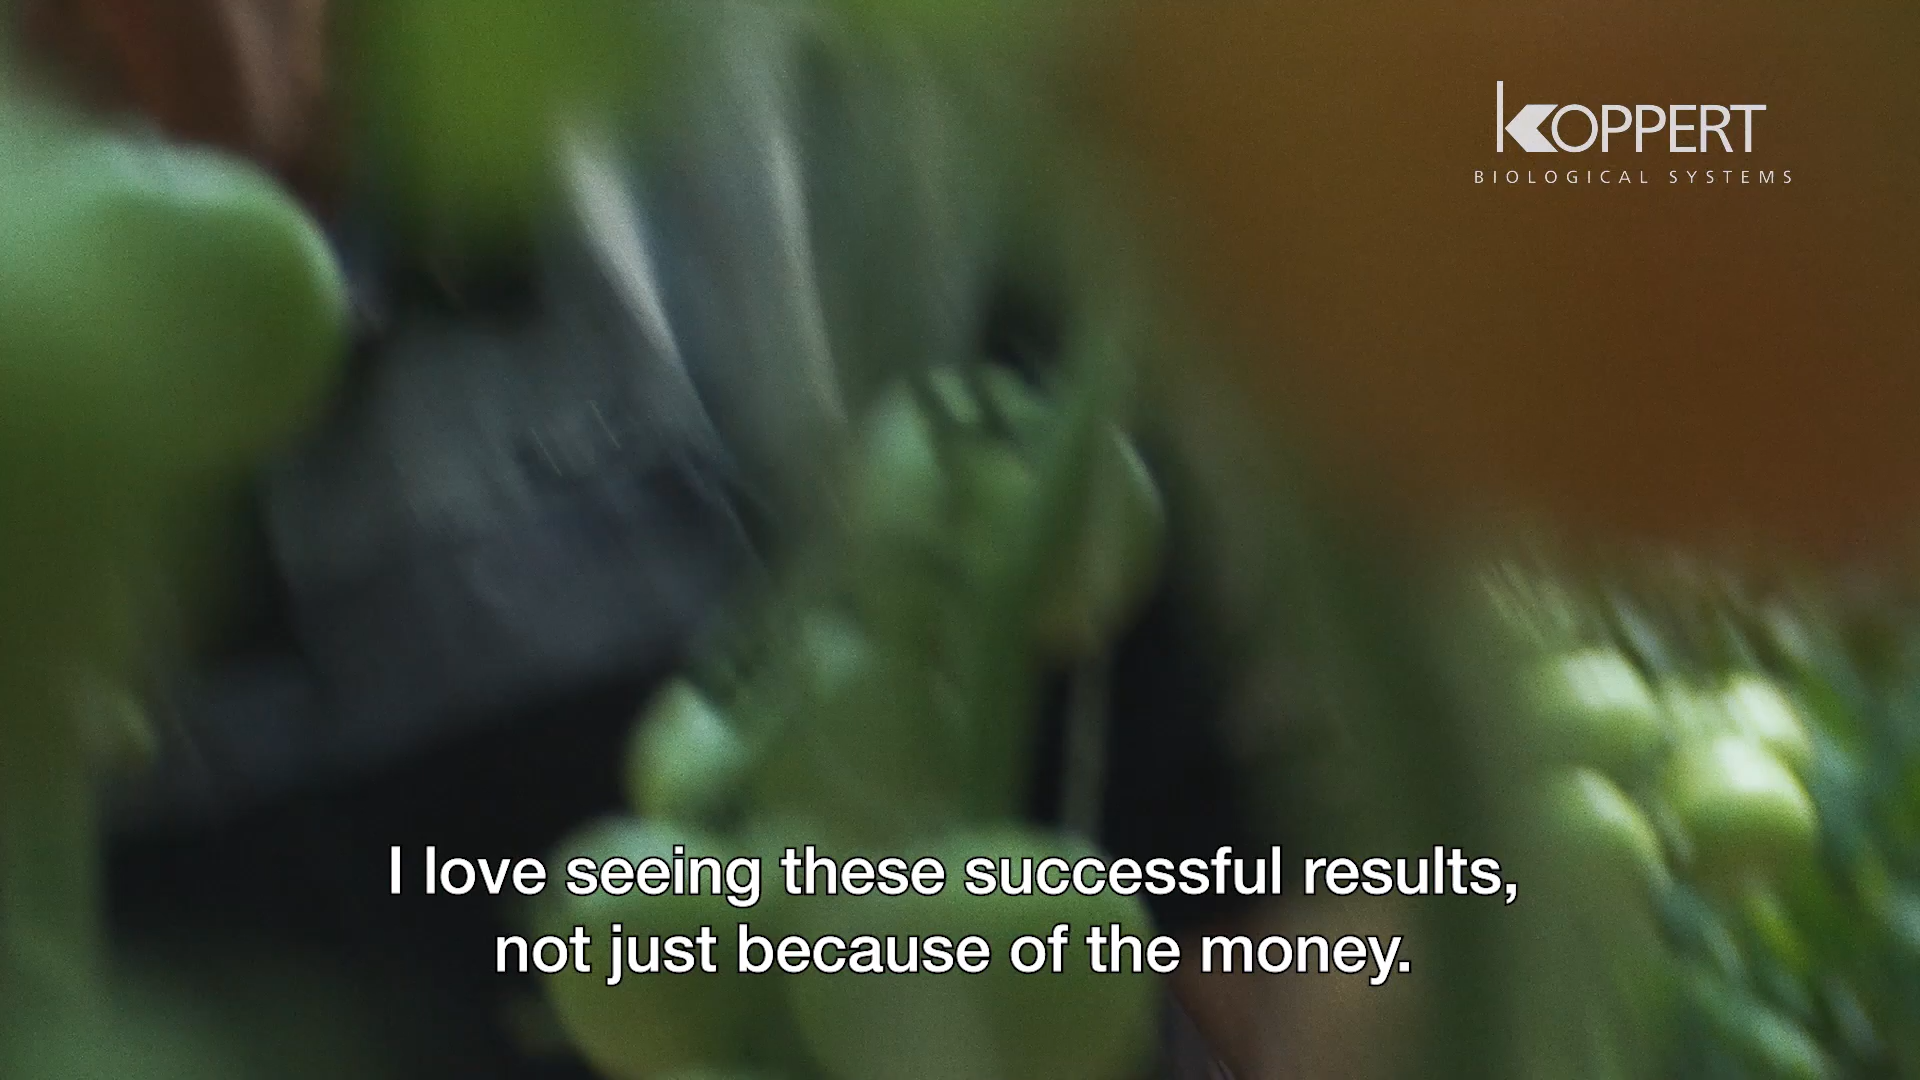 KOPPERT
BIOLOGICAL SYSTEMS
I love seeing these successful results,
not just because of the money.